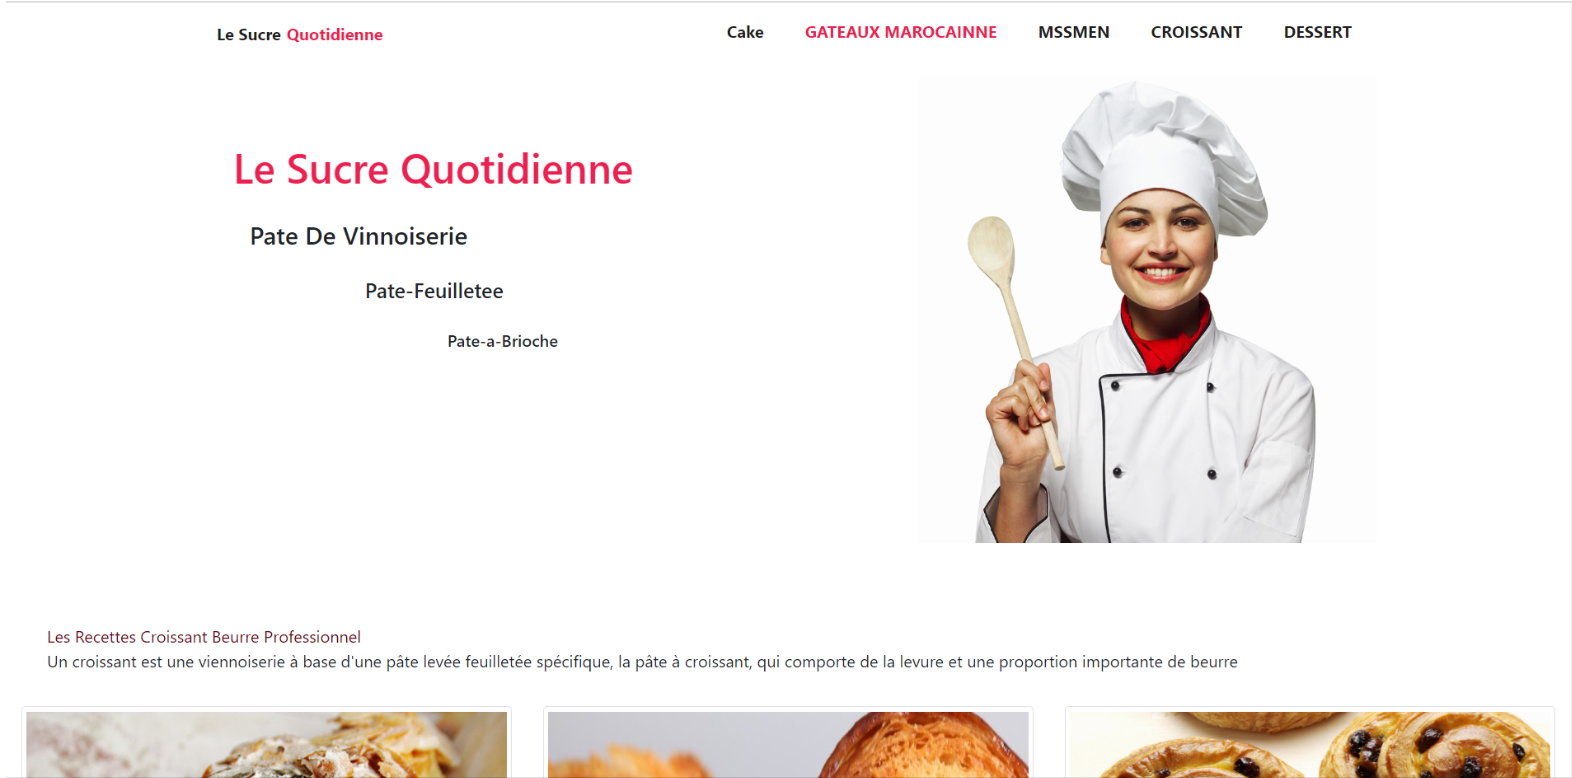 Le Sucre Quotidienne
Cake GATEAUX MAROCAINNE MSSMEN CROISSANT DESSERT
Le Sucre Quotidienne
Pate De Vinnoiserie
Pate-Feuilletee
Pate-a-Brioche
Les Recettes Croissant Beurre Professionnel
Un croissant est une viennoiserie à base d'une pâte levée feuilletée spécifique, la pâte à croissant, qui comporte de la levure et une proportion importante de beurre